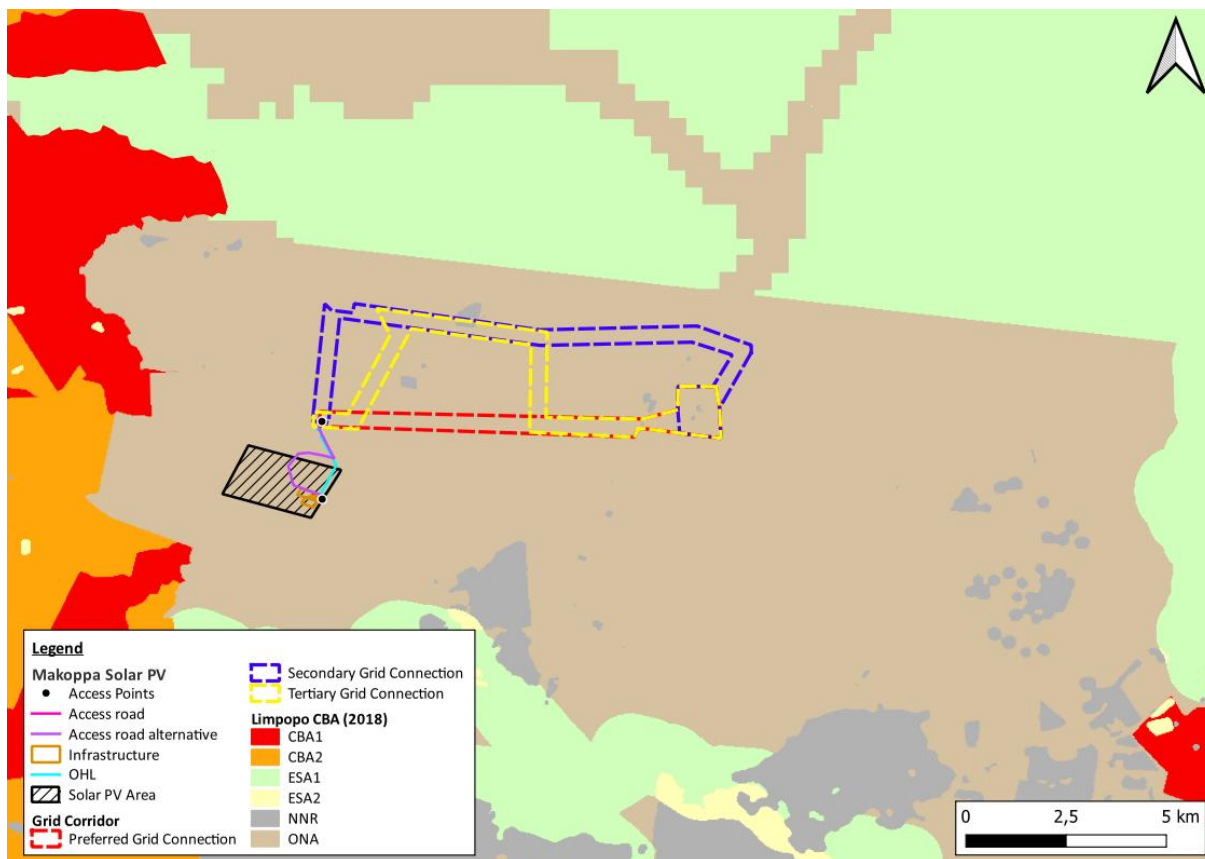 Legend
Makoppa Solar PV
Access Points
Access road
Access road alternative
Infrastructure
OHL
Solar PV Area
Grid Corridor
Preferred Grid Connection
Secondary Grid Connection
Tertiary Grid Connection
Limpopo CBA (2018)
CBA1
CBA2
ESA1
ESA2
NNR
ONA
0 2,5 5 km